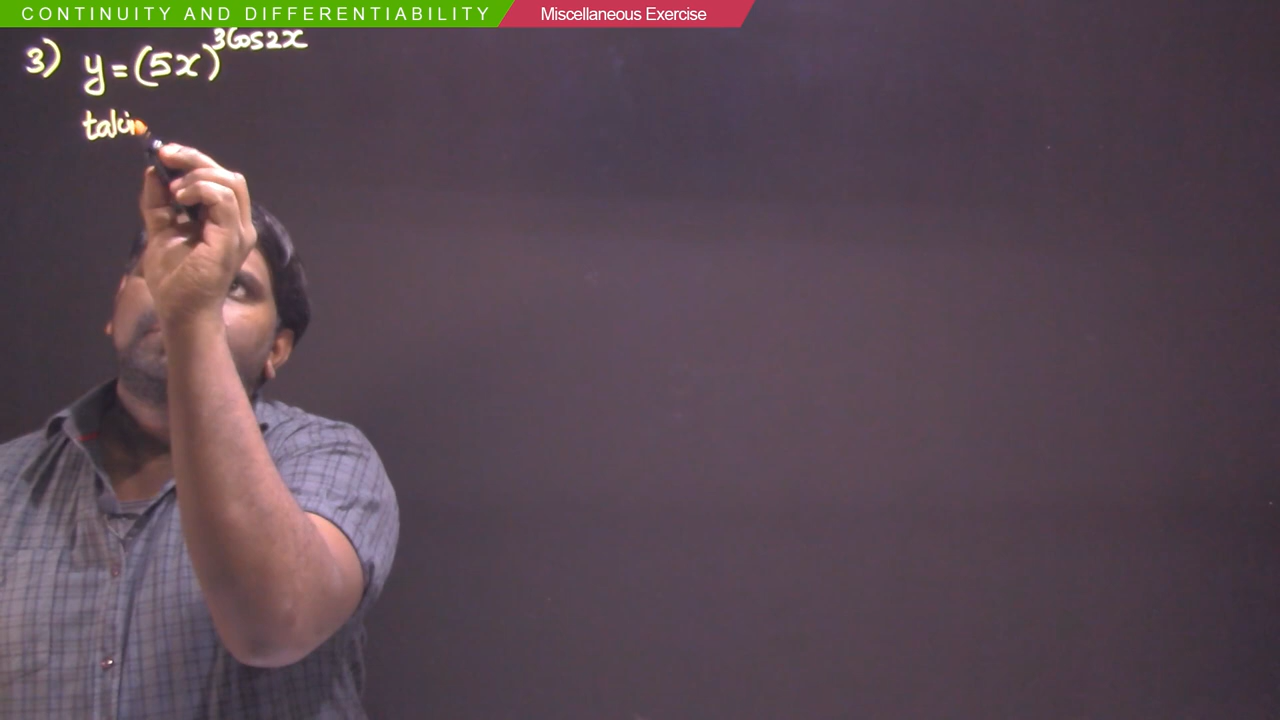 CONTINUITY AND DIFFERENTIABILITY Miscellaneous Exercise
3) y = (5x)^3Cos2x
takin